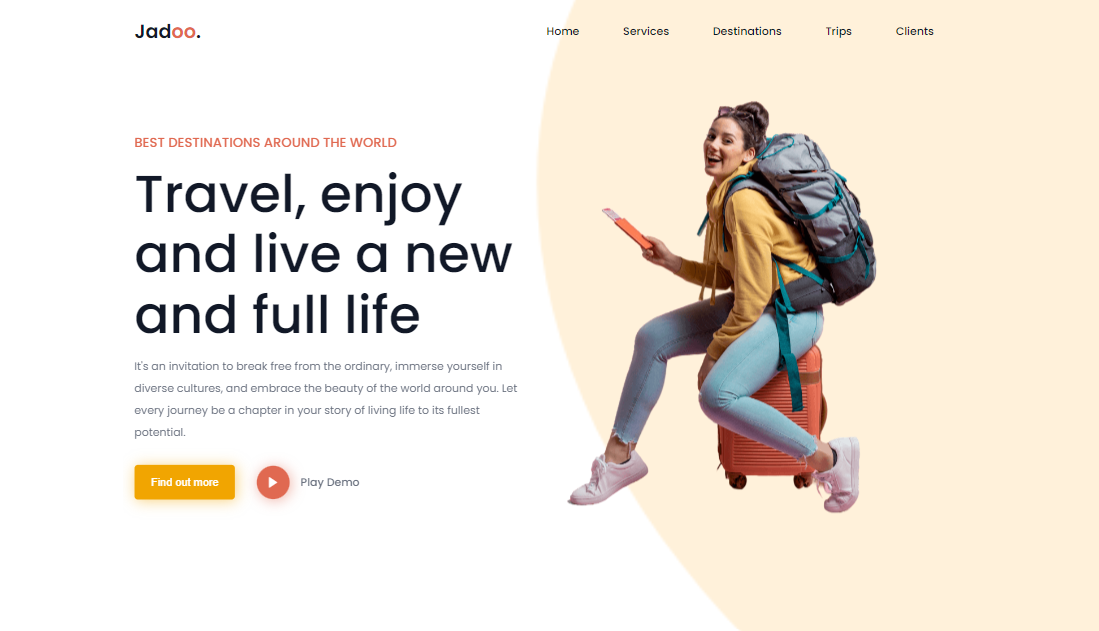 Jadoo.
Home Services Destinations Trips Clients
BEST DESTINATIONS AROUND THE WORLD
Travel, enjoy
and live a new
and full life
It's an invitation to break free from the ordinary, immerse yourself in
diverse cultures, and embrace the beauty of the world around you. Let
every journey be a chapter in your story of living life to its fullest
potential.
Find out more
Play Demo